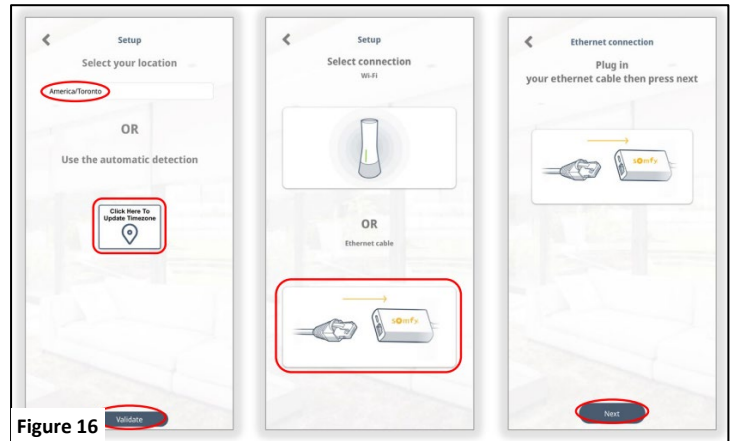 Setup
Select your location
America/Toronto
OR
Use the automatic detection
Click Here To
Update Timezone
Validate
Setup
Select connection
Wi-Fi
OR
Ethernet cable
somfy
Ethernet connection
Plug in
your ethernet cable then press next
somfy
Next
Figure 16